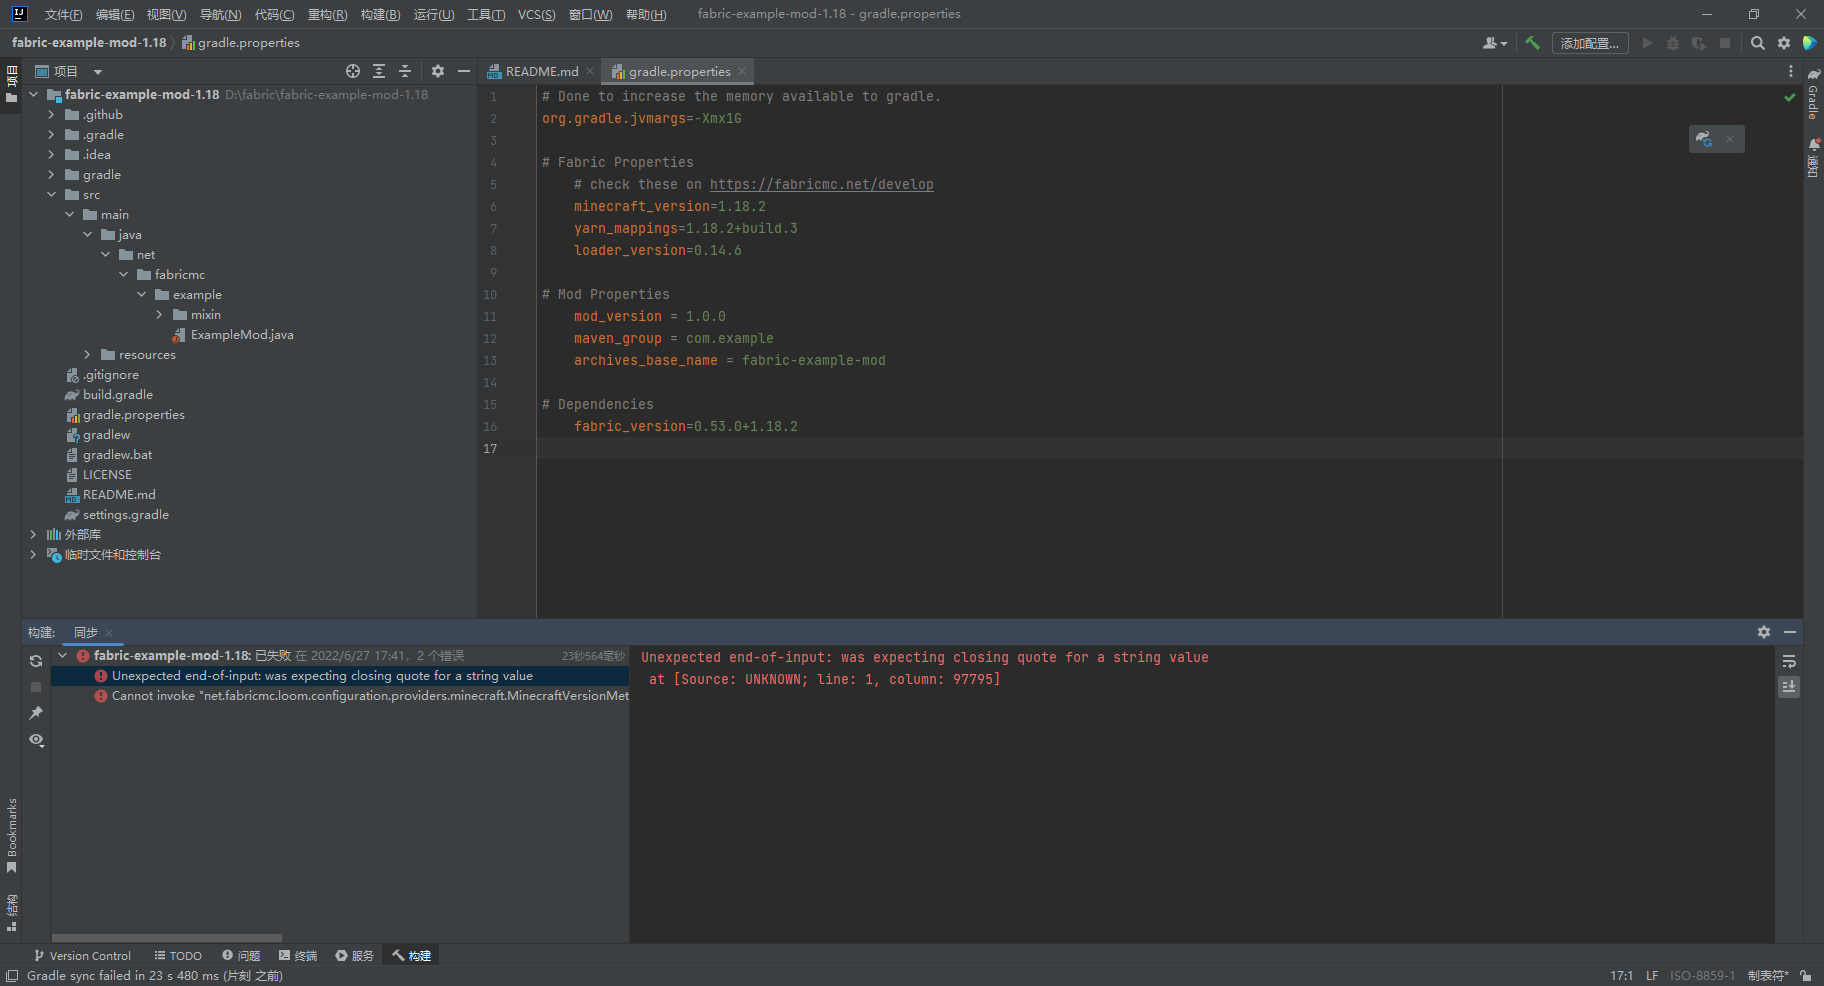 文件(F) 编辑(E) 视图(V) 导航(N) 代码(C) 重构(R) 构建(B) 运行(U) 工具(T) VCS(S) 窗口(W) 帮助(H) fabric-example-mod-1.18 - gradle.properties
fabric-example-mod-1.18 gradle.properties 添加配置...
项目
项目
README.md gradle.properties
Gradle
通知
fabric-example-mod-1.18 D:\fabric\fabric-example-mod-1.18
.github
.gradle
.idea
gradle
src
main
java
net
fabricmc
example
mixin
ExampleMod.java
resources
.gitignore
build.gradle
gradle.properties
gradlew
gradlew.bat
LICENSE
README.md
settings.gradle
外部库
临时文件和控制台
1 # Done to increase the memory available to gradle.
2 org.gradle.jvmargs=-Xmx1G
3
4 # Fabric Properties
5 # check these on https://fabricmc.net/develop
6 minecraft_version=1.18.2
7 yarn_mappings=1.18.2+build.3
8 loader_version=0.14.6
9
10 # Mod Properties
11 mod_version = 1.0.0
12 maven_group = com.example
13 archives_base_name = fabric-example-mod
14
15 # Dependencies
16 fabric_version=0.53.0+1.18.2
17
构建: 同步
fabric-example-mod-1.18: 已失败 在 2022/6/27 17:41，2 个错误 23秒564毫秒
Unexpected end-of-input: was expecting closing quote for a string value
Cannot invoke "net.fabricmc.loom.configuration.providers.minecraft.MinecraftVersionMet
Unexpected end-of-input: was expecting closing quote for a string value
at [Source: UNKNOWN; line: 1, column: 97795]
Bookmarks
结构
Version Control TODO 问题 终端 服务 构建
Gradle sync failed in 23 s 480 ms (片刻 之前) 17:1 LF ISO-8859-1 制表符*